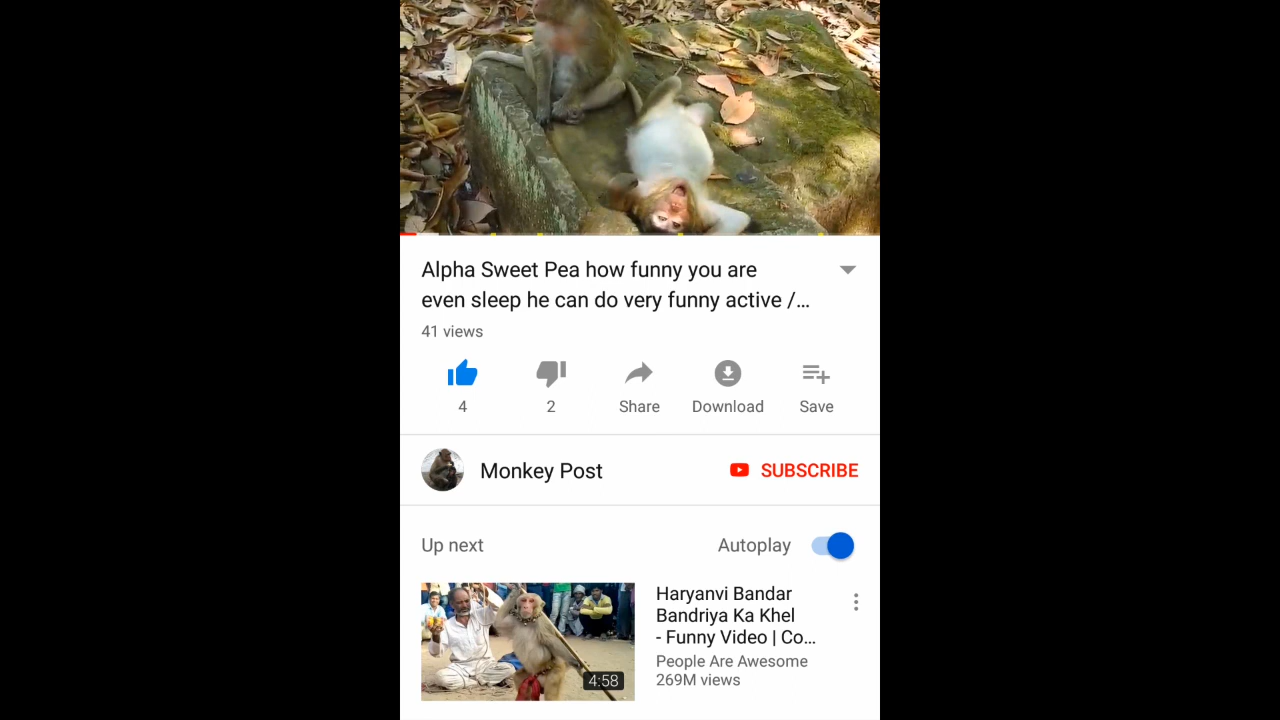 Alpha Sweet Pea how funny you are
even sleep he can do very funny active /...
41 views
4
2
Share
Download
Save
Monkey Post
SUBSCRIBE
Up next
Autoplay
Haryanvi Bandar
Bandriya Ka Khel
- Funny Video | Co...
People Are Awesome
269M views
4:58